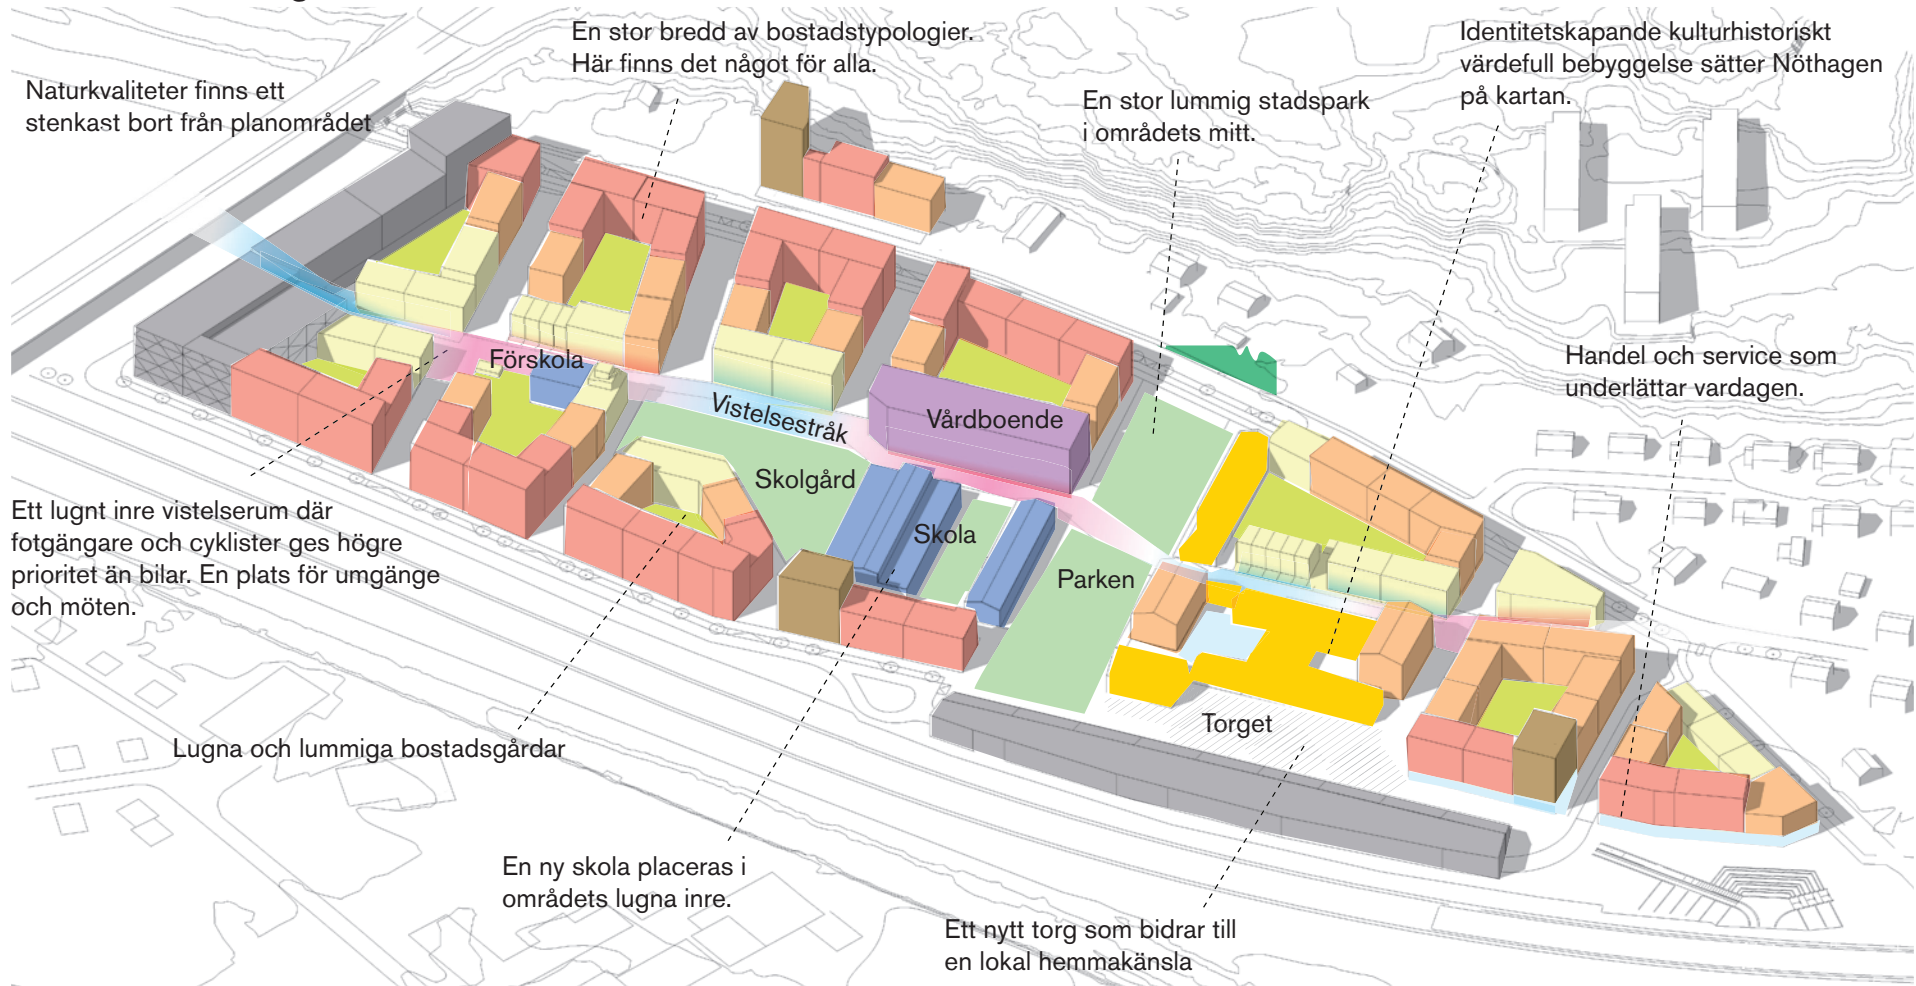 En stor bredd av bostadstypologier.
Här finns det något för alla.
Identitetskapande kulturhistoriskt
värdefull bebyggelse sätter Nöthagen
på kartan.
Naturkvaliteter finns ett
stenkast bort från planområdet
En stor lummig stadspark
i områdets mitt.
Handel och service som
underlättar vardagen.
Förskola
Vistelsestråk
Vårdboende
Skolgård
Skola
Parken
Torget
Ett lugnt inre vistelserum där
fotgängare och cyklister ges högre
prioritet än bilar. En plats för umgänge
och möten.
Lugna och lummiga bostadsgårdar
En ny skola placeras i
områdets lugna inre.
Ett nytt torg som bidrar till
en lokal hemmakänsla